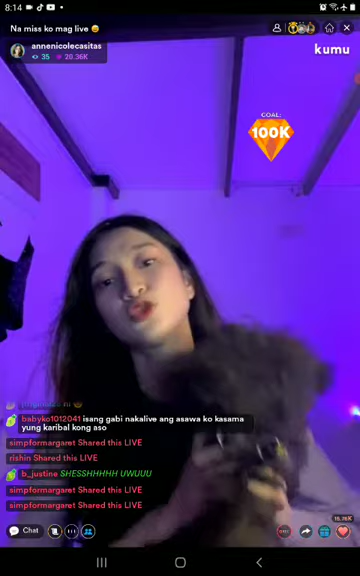 8:14
Na miss ko mag live 😄
annenicolecasitas
35 20.36K
kumu
GOAL:
100K
babyko1012041 isang gabi nakalive ang asawa ko kasama
yung karibal kong aso
simpformargaret Shared this LIVE
rishin Shared this LIVE
b_justine SHESSHHHHH UWUUU
simpformargaret Shared this LIVE
simpformargaret Shared this LIVE
Chat